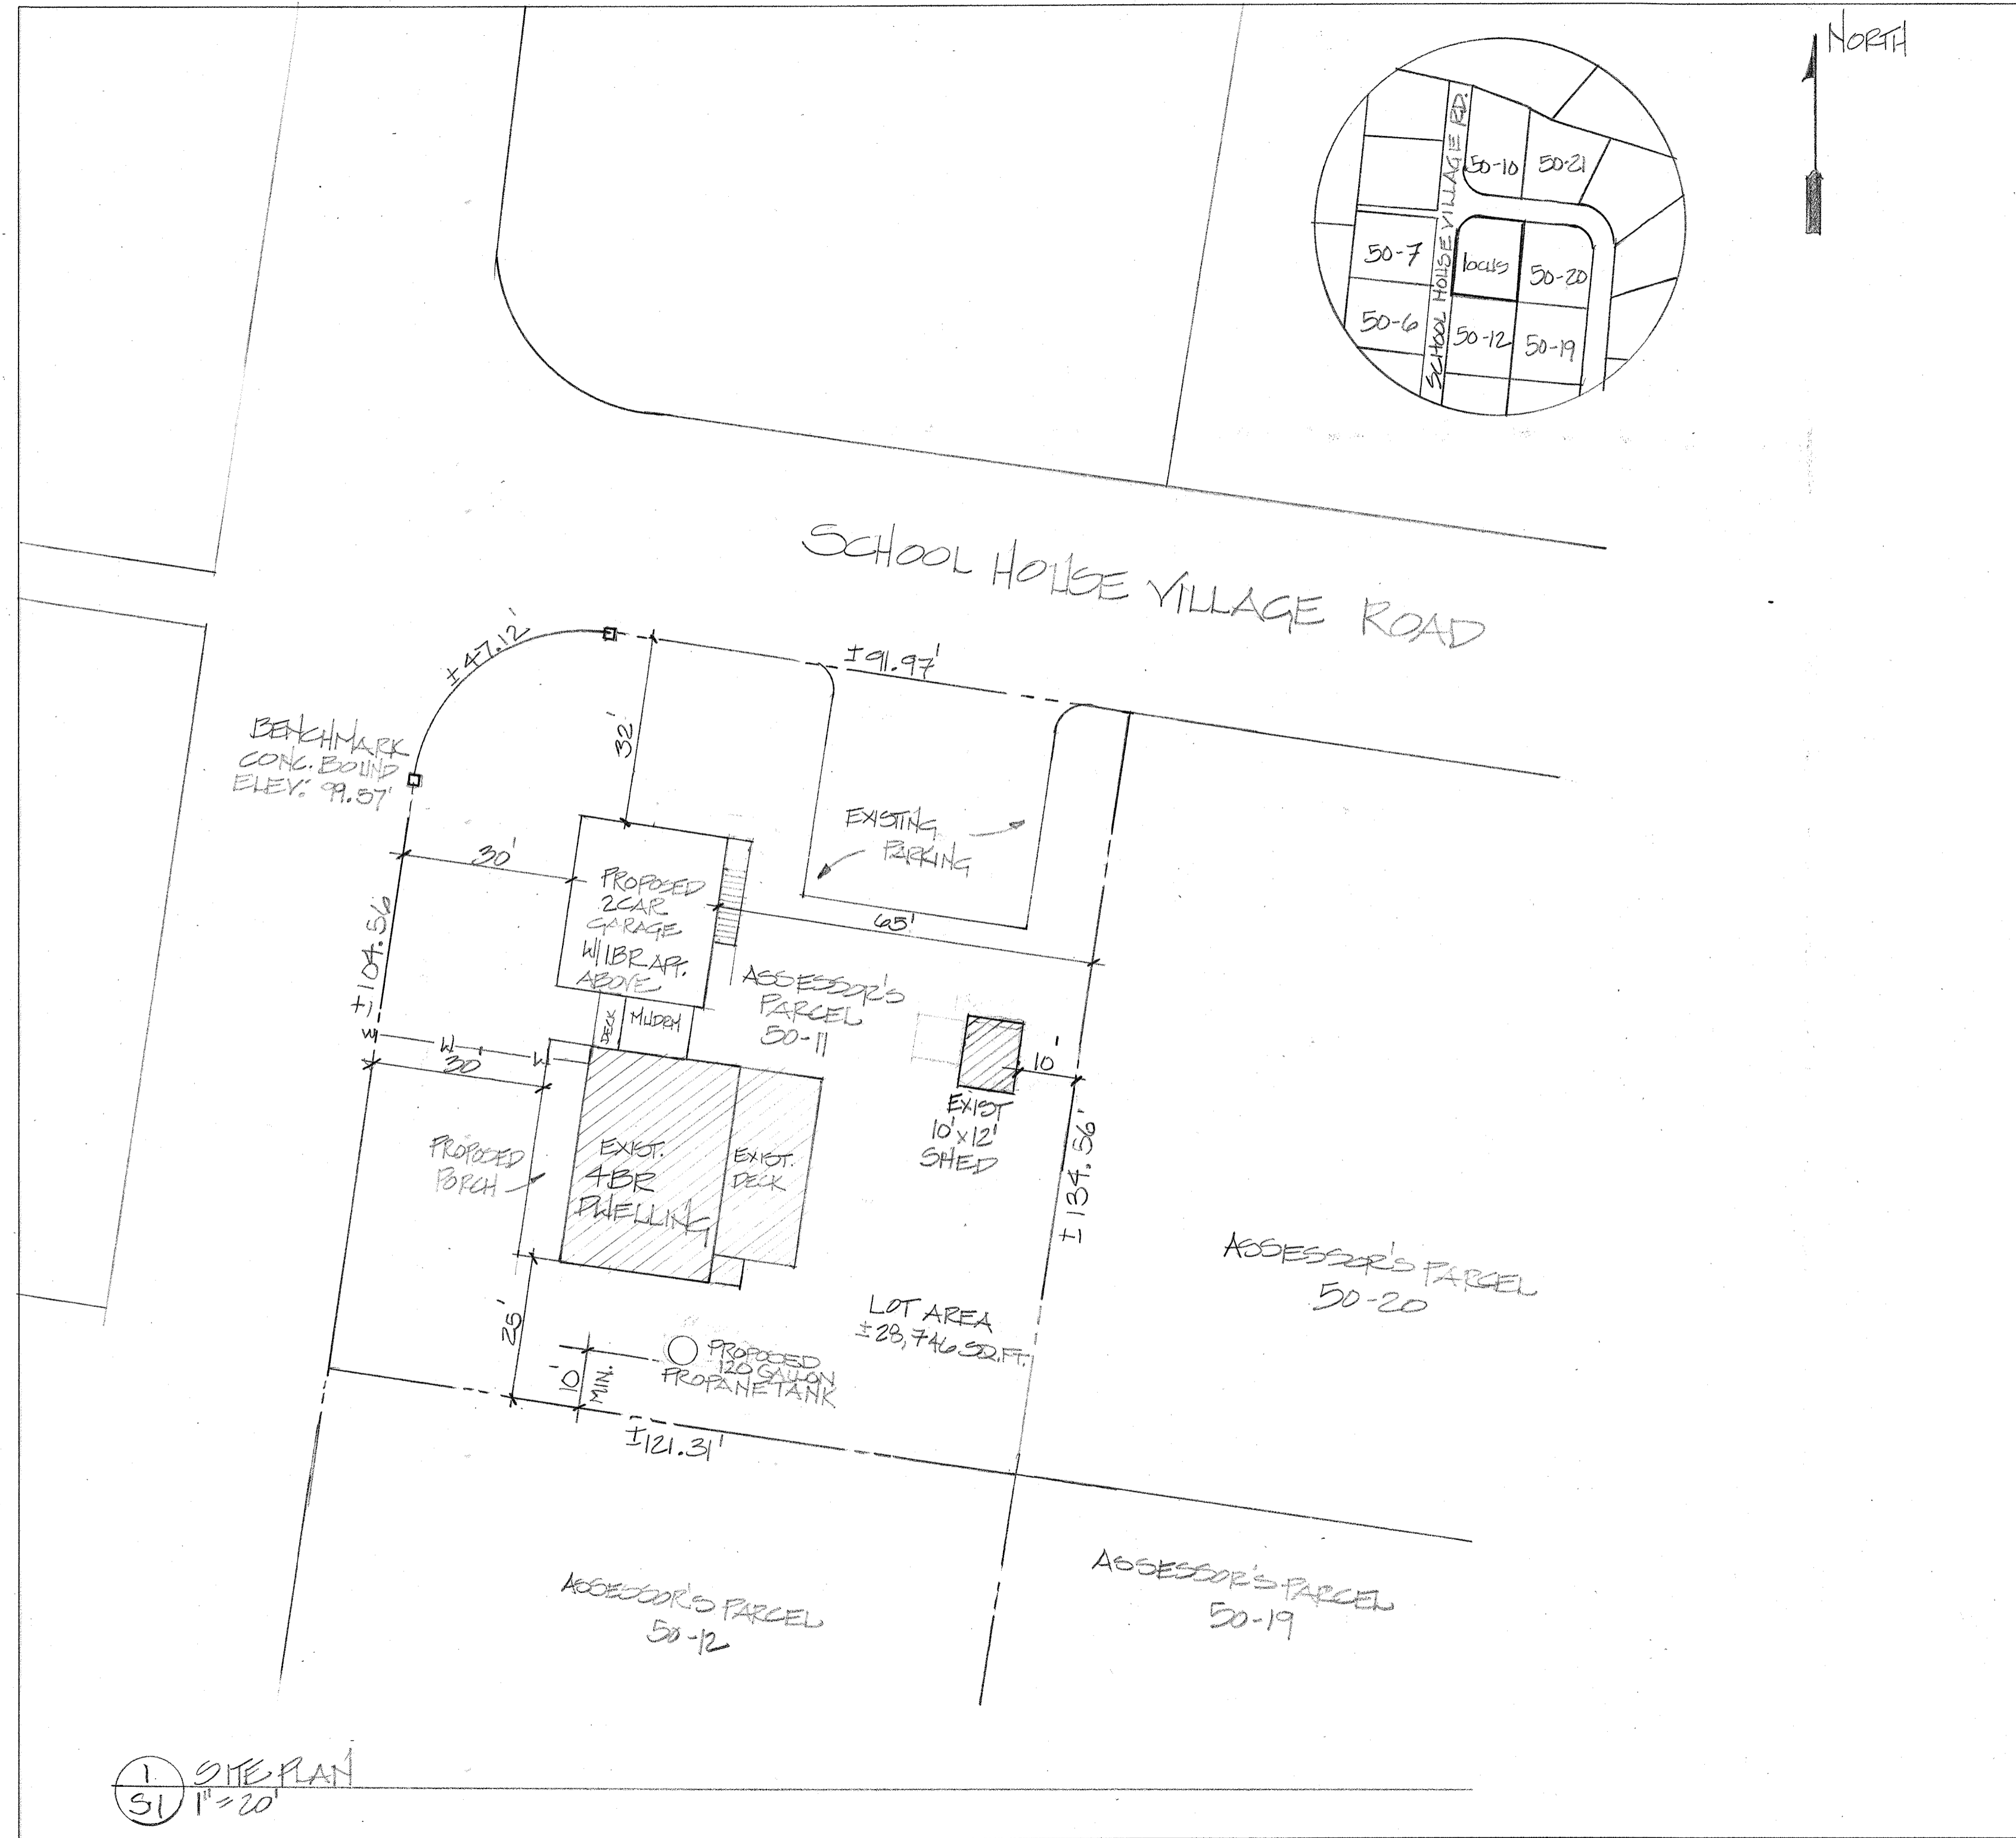 NORTH
SCHOOL HOUSE VILLAGE RD.
50-10
50-21
50-7
locus
50-20
50-6
50-12
50-19
SCHOOL HOUSE VILLAGE ROAD
±47.12'
±91.97'
32'
BENCHMARK
CONC. BOUND
ELEV: 99.57'
EXISTING
PARKING
30'
PROPOSED
2 CAR
GARAGE
W/1BR APT.
ABOVE
65'
±104.56'
ASSESSOR'S
PARCEL
50-11
DECK
MUDRM
W
W
W
30'
10'
EXIST
10'x12'
SHED
PROPOSED
PORCH
EXIST.
4BR
DWELLING
EXIST.
DECK
±134.56'
ASSESSOR'S PARCEL
50-20
LOT AREA
±28,746 SQ.FT.
25'
10'
MIN.
PROPOSED
120 GALLON
PROPANE TANK
±121.31'
ASSESSOR'S PARCEL
50-12
ASSESSOR'S PARCEL
50-19
1
S1
SITE PLAN
1"=20'